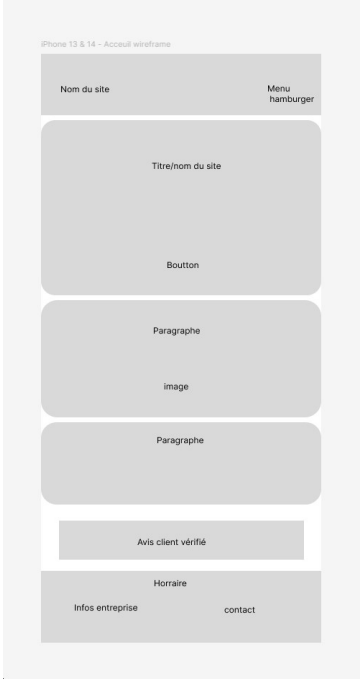 iPhone 13 & 14 – Acceuil wireframe
Nom du site
Menu
hamburger
Titre/nom du site
Boutton
Paragraphe
image
Paragraphe
Avis client vérifié
Horraire
Infos entreprise
contact